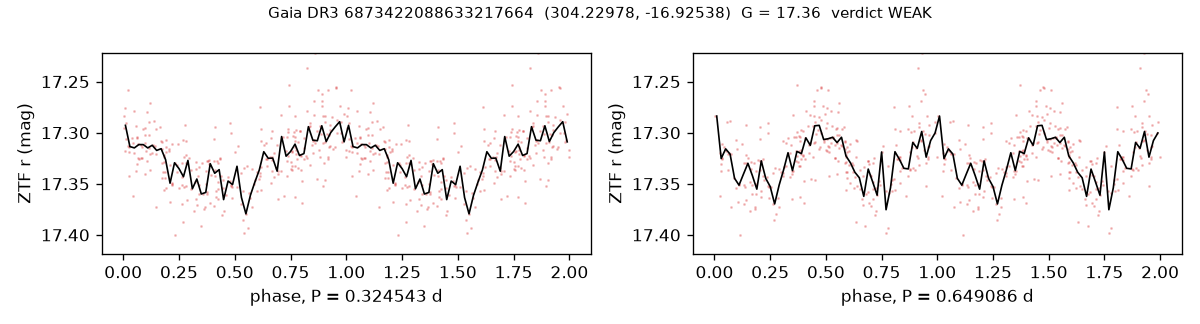 Gaia DR3 6873422088633217664  (304.22978, -16.92538)  G = 17.36  verdict WEAK
ZTF r (mag)
17.25
17.30
17.35
17.40
0.00 0.25 0.50 0.75 1.00 1.25 1.50 1.75 2.00
phase, P = 0.324543 d
ZTF r (mag)
17.25
17.30
17.35
17.40
0.00 0.25 0.50 0.75 1.00 1.25 1.50 1.75 2.00
phase, P = 0.649086 d